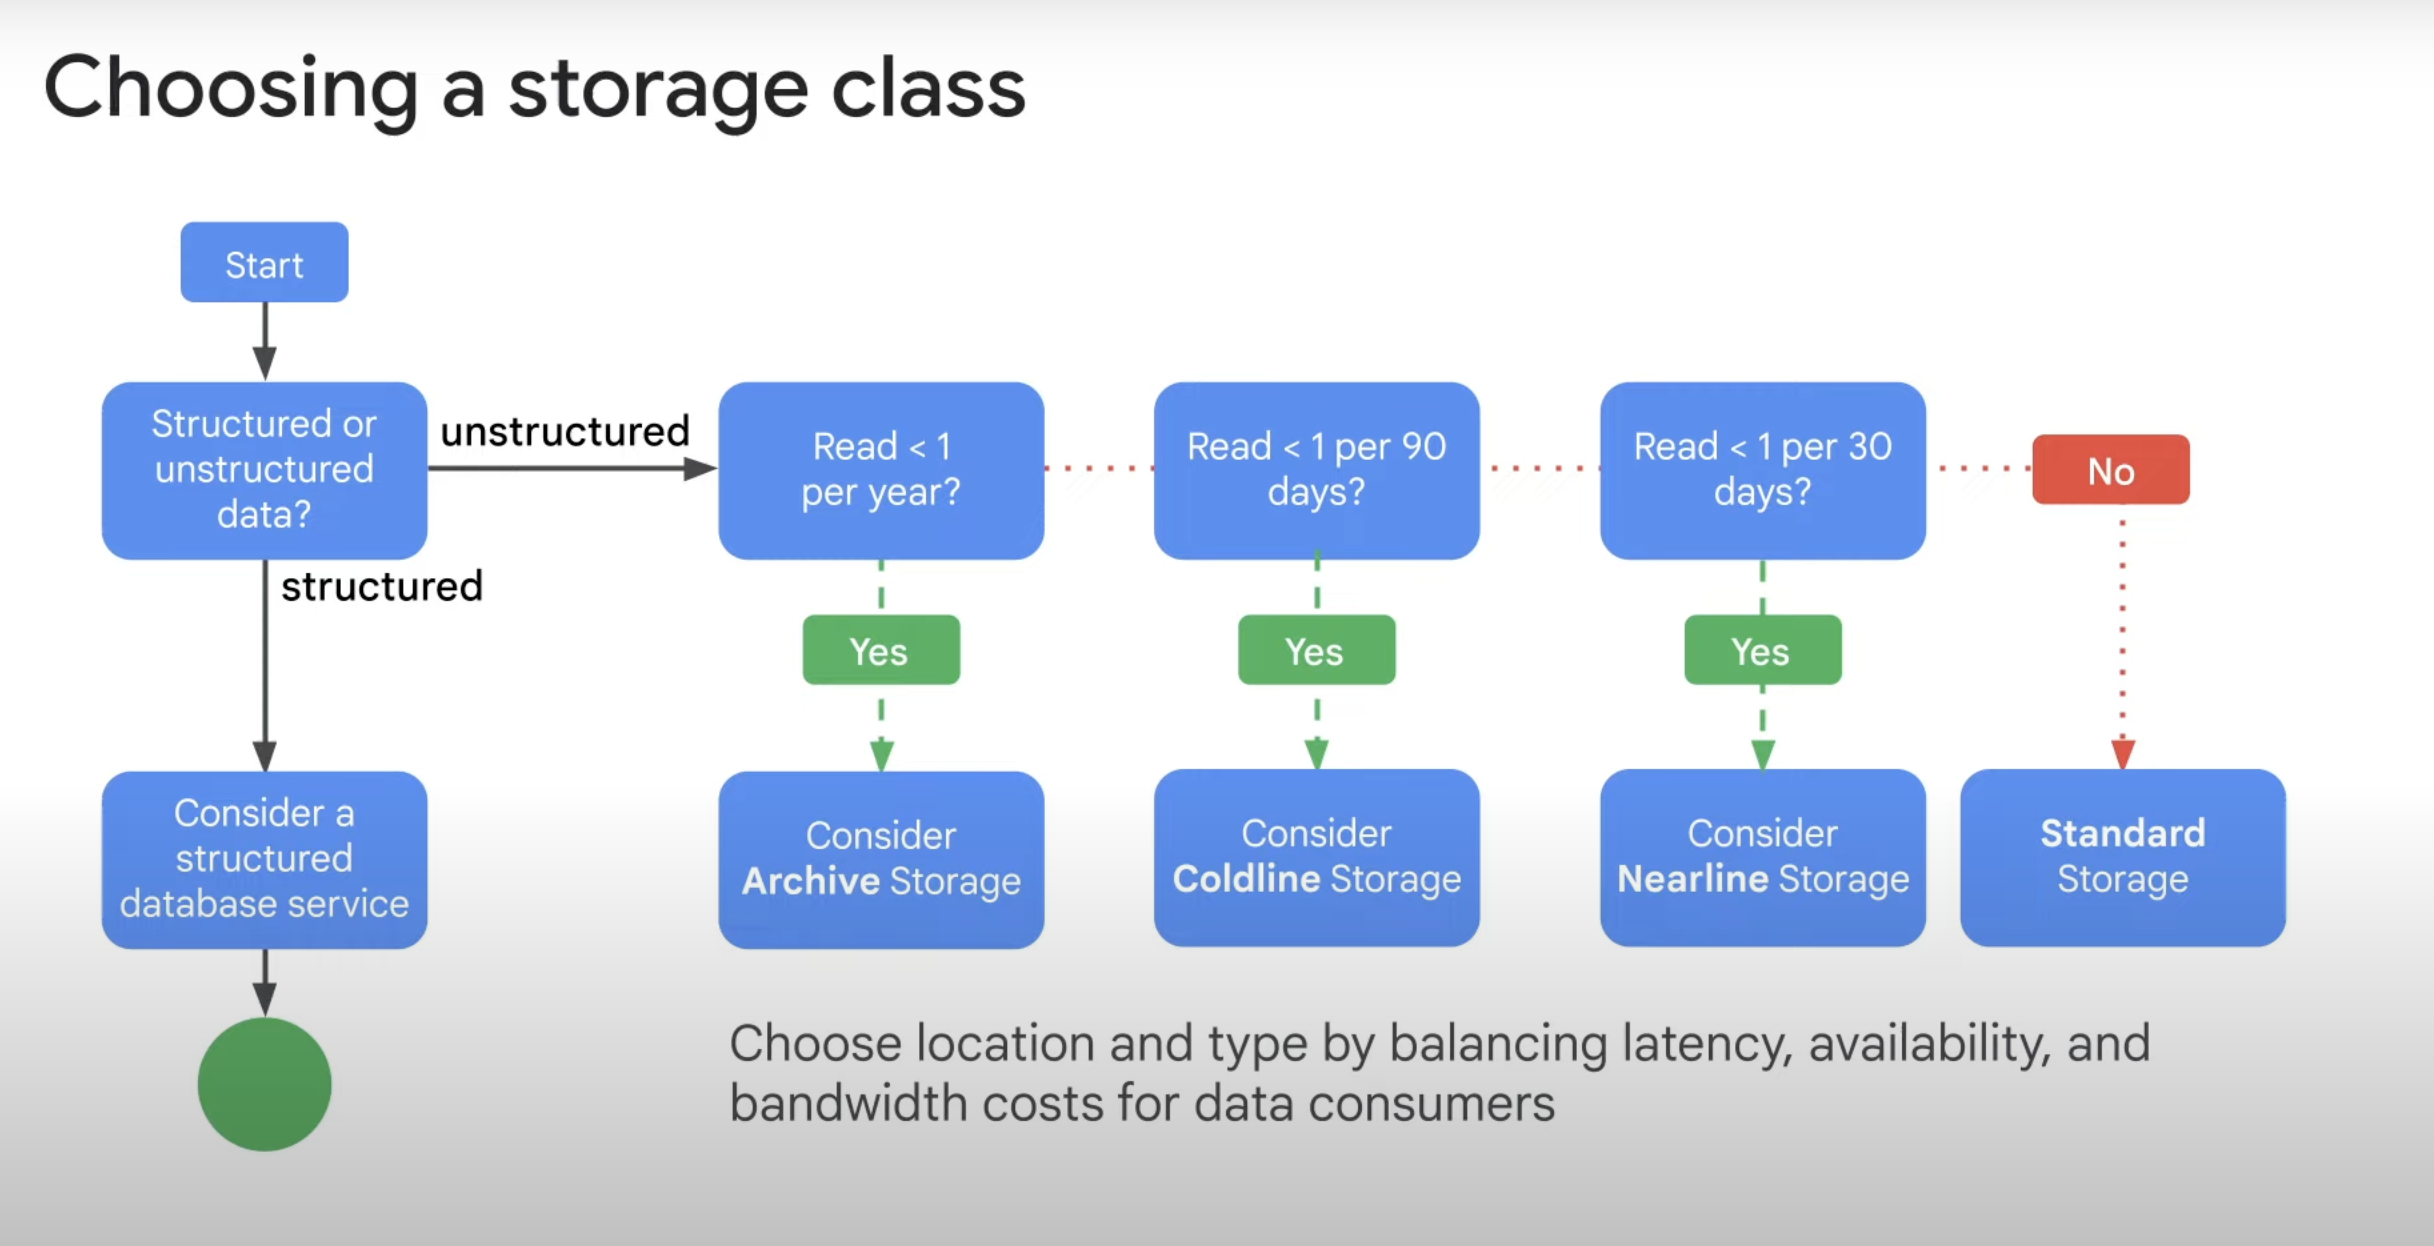 Choosing a storage class
Start
Structured or
unstructured
data?
unstructured
structured
Read < 1
per year?
Read < 1 per 90
days?
Read < 1 per 30
days?
No
Yes
Yes
Yes
Consider a
structured
database service
Consider
Archive Storage
Consider
Coldline Storage
Consider
Nearline Storage
Standard
Storage
Choose location and type by balancing latency, availability, and
bandwidth costs for data consumers